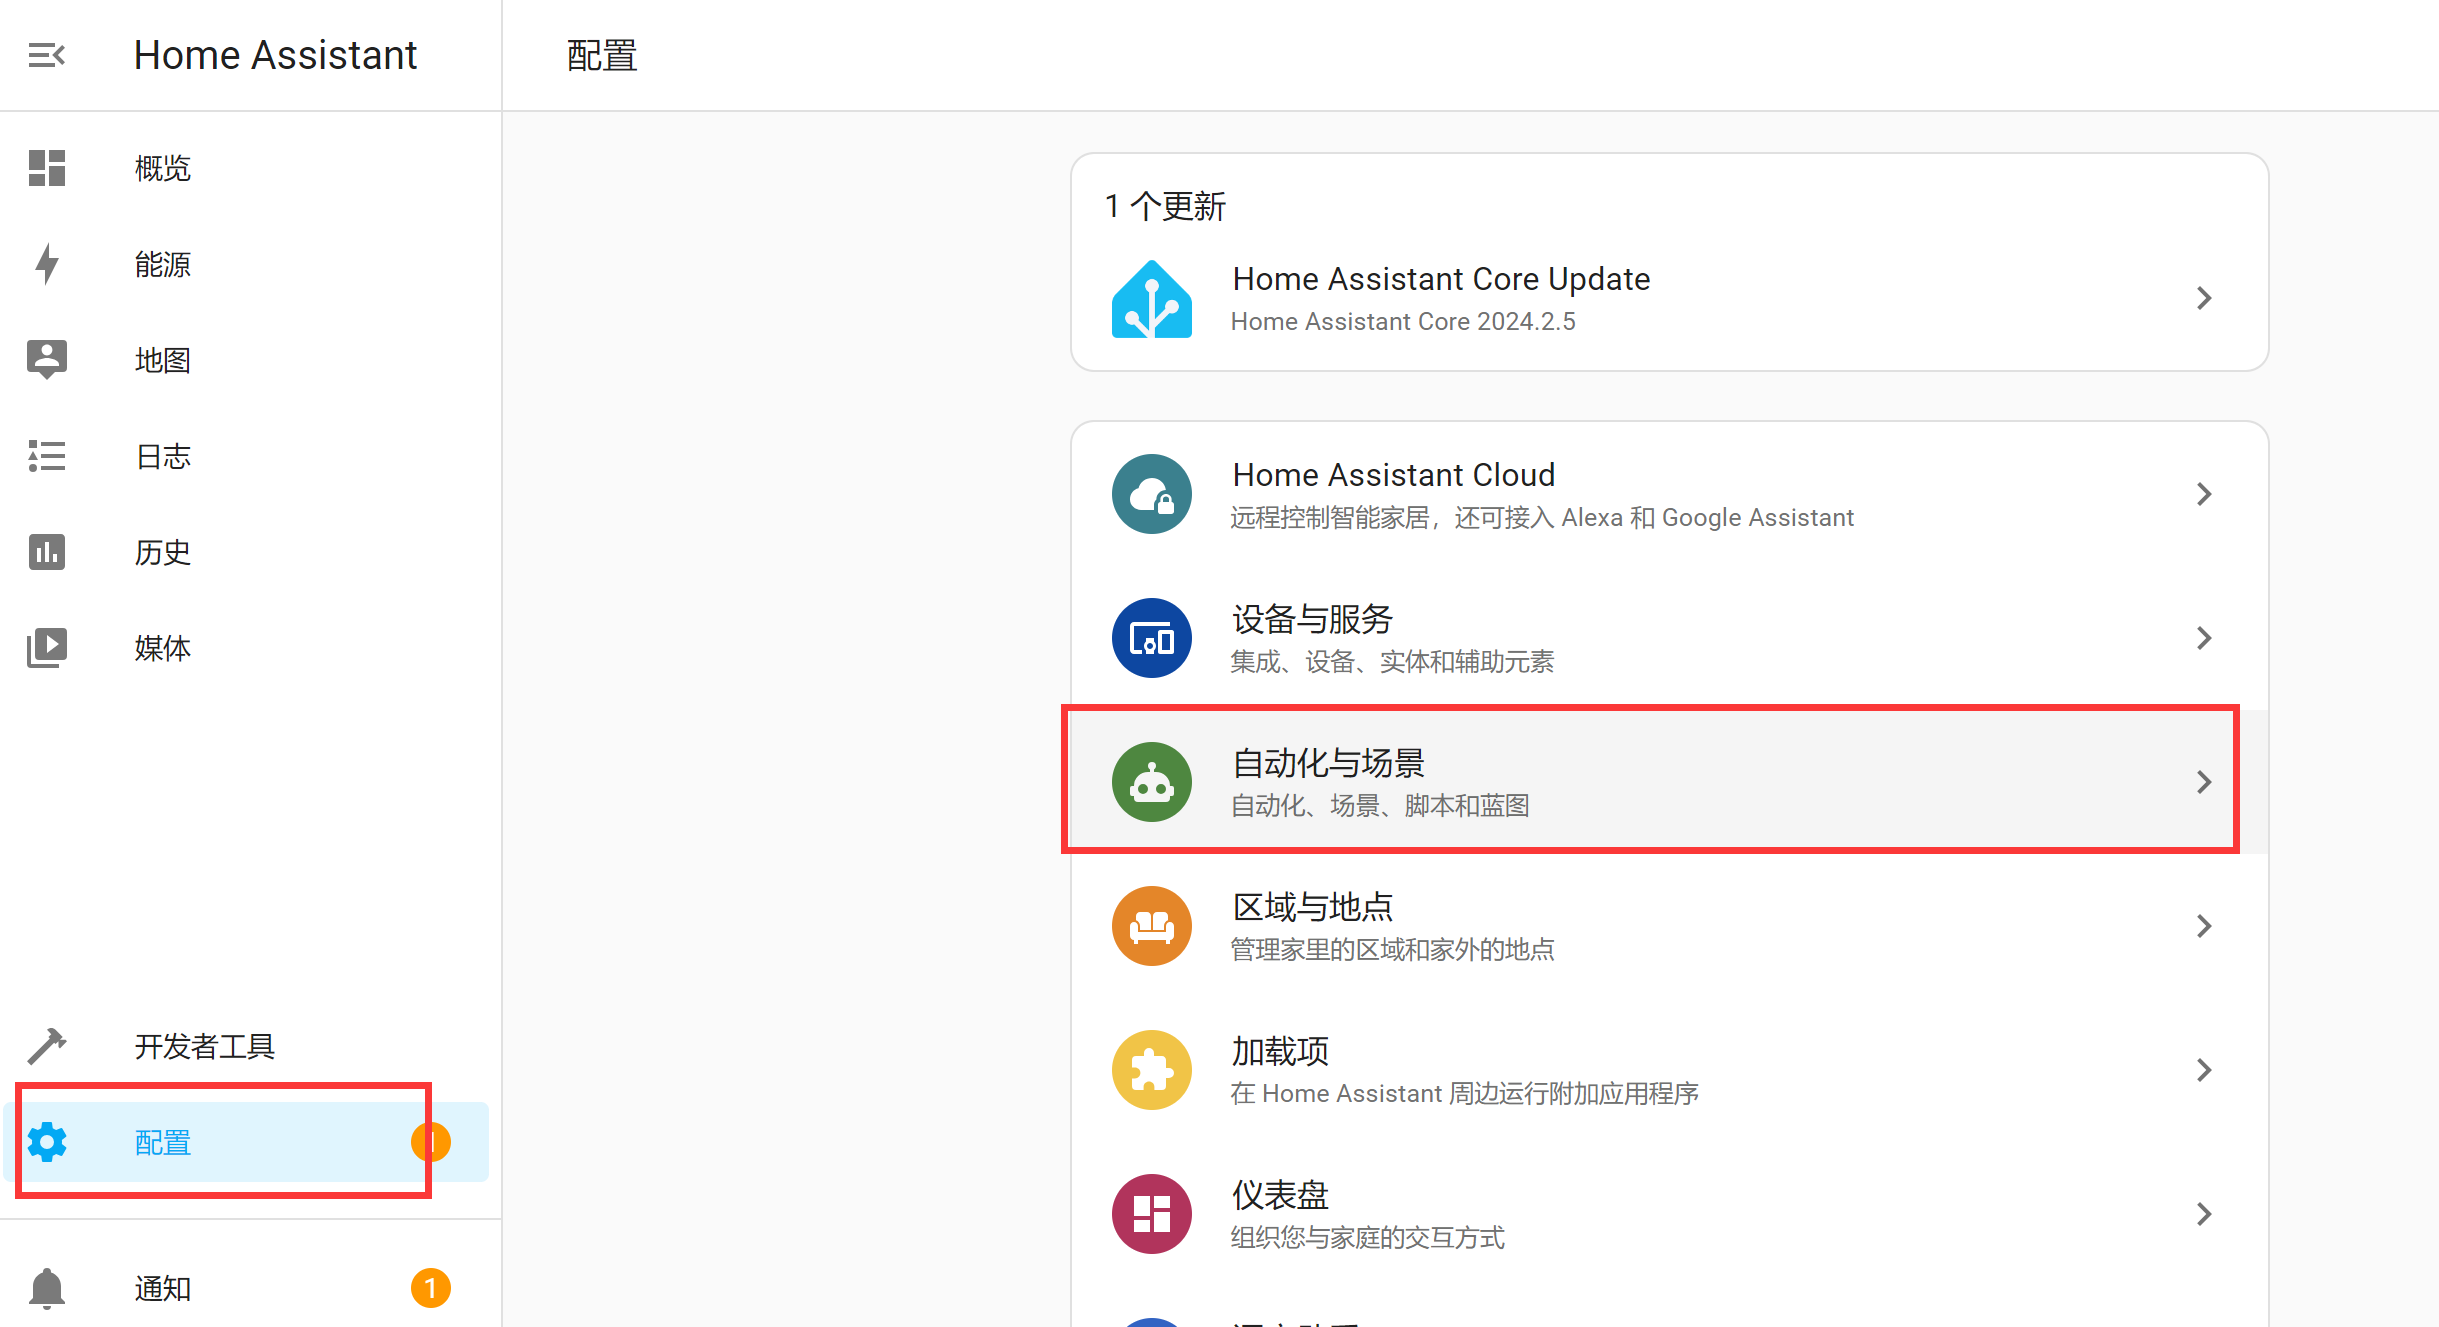 Home Assistant
配置
概览
能源
地图
日志
历史
媒体
开发者工具
配置
通知
1
1 个更新
Home Assistant Core Update
Home Assistant Core 2024.2.5
Home Assistant Cloud
远程控制智能家居，还可接入 Alexa 和 Google Assistant
设备与服务
集成、设备、实体和辅助元素
自动化与场景
自动化、场景、脚本和蓝图
区域与地点
管理家里的区域和家外的地点
加载项
在 Home Assistant 周边运行附加应用程序
仪表盘
组织您与家庭的交互方式